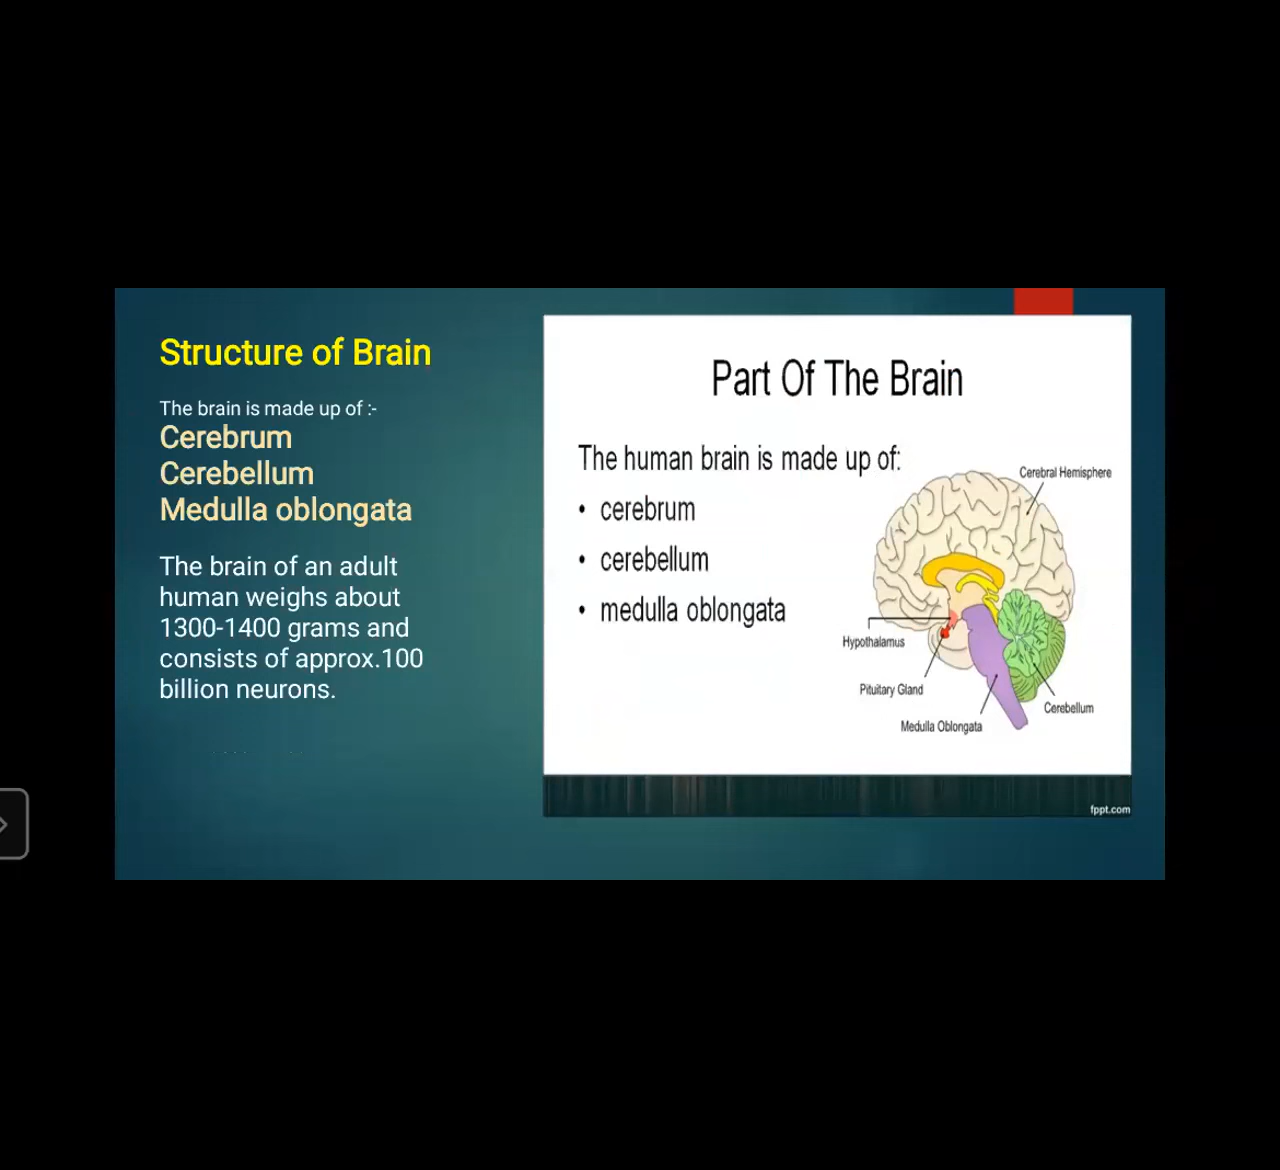 Structure of Brain
The brain is made up of :-
Cerebrum
Cerebellum
Medulla oblongata
The brain of an adult
human weighs about
1300-1400 grams and
consists of approx.100
billion neurons.
Part Of The Brain
The human brain is made up of:
• cerebrum
• cerebellum
• medulla oblongata
Cerebral Hemisphere
Hypothalamus
Pituitary Gland
Medulla Oblongata
Cerebellum
fppt.com